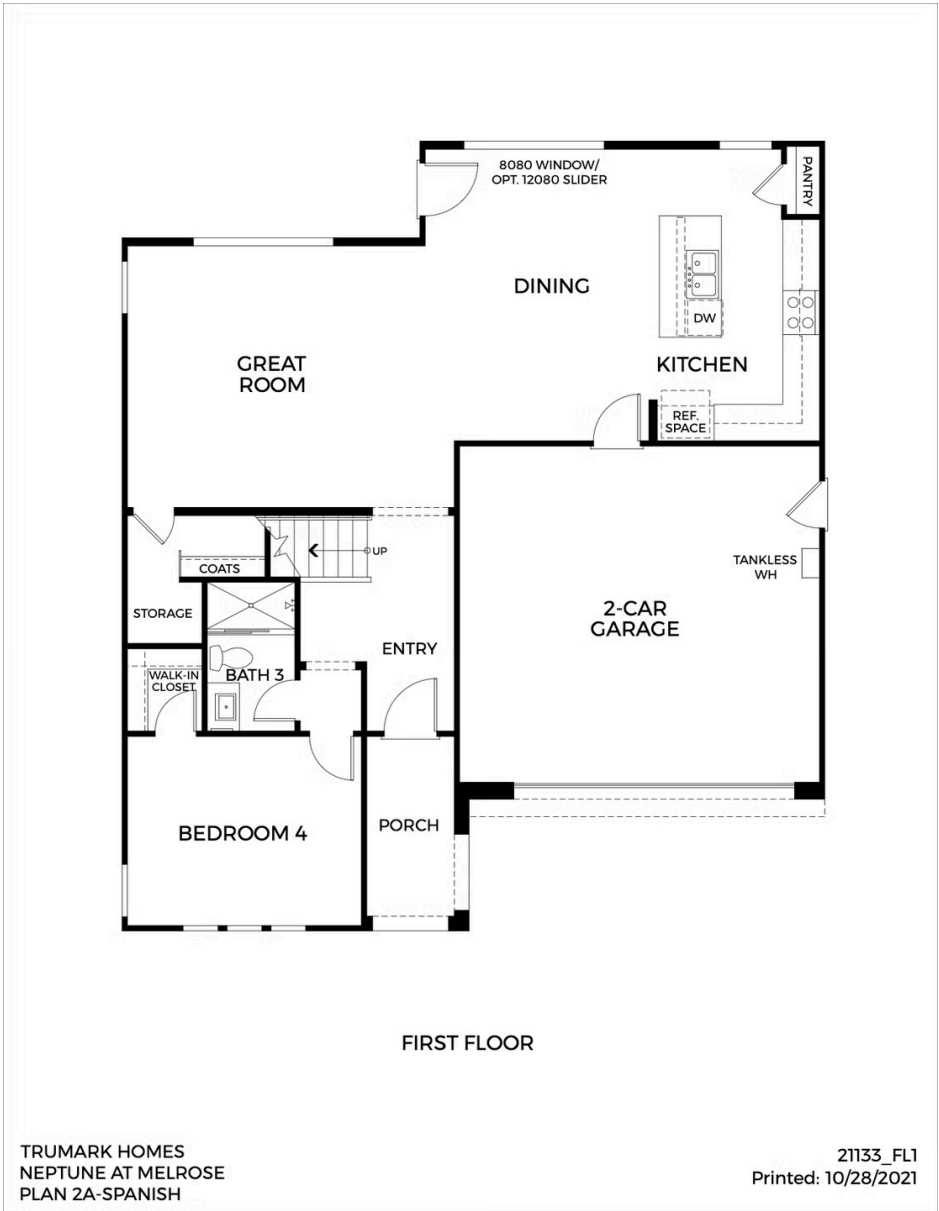 8080 WINDOW/
OPT. 12080 SLIDER
PANTRY
DINING
DW
GREAT
ROOM
KITCHEN
REF.
SPACE
UP
COATS
TANKLESS
WH
STORAGE
2-CAR
GARAGE
ENTRY
WALK-IN
CLOSET
BATH 3
PORCH
BEDROOM 4
FIRST FLOOR
TRUMARK HOMES
NEPTUNE AT MELROSE
PLAN 2A-SPANISH
21133_FL1
Printed: 10/28/2021